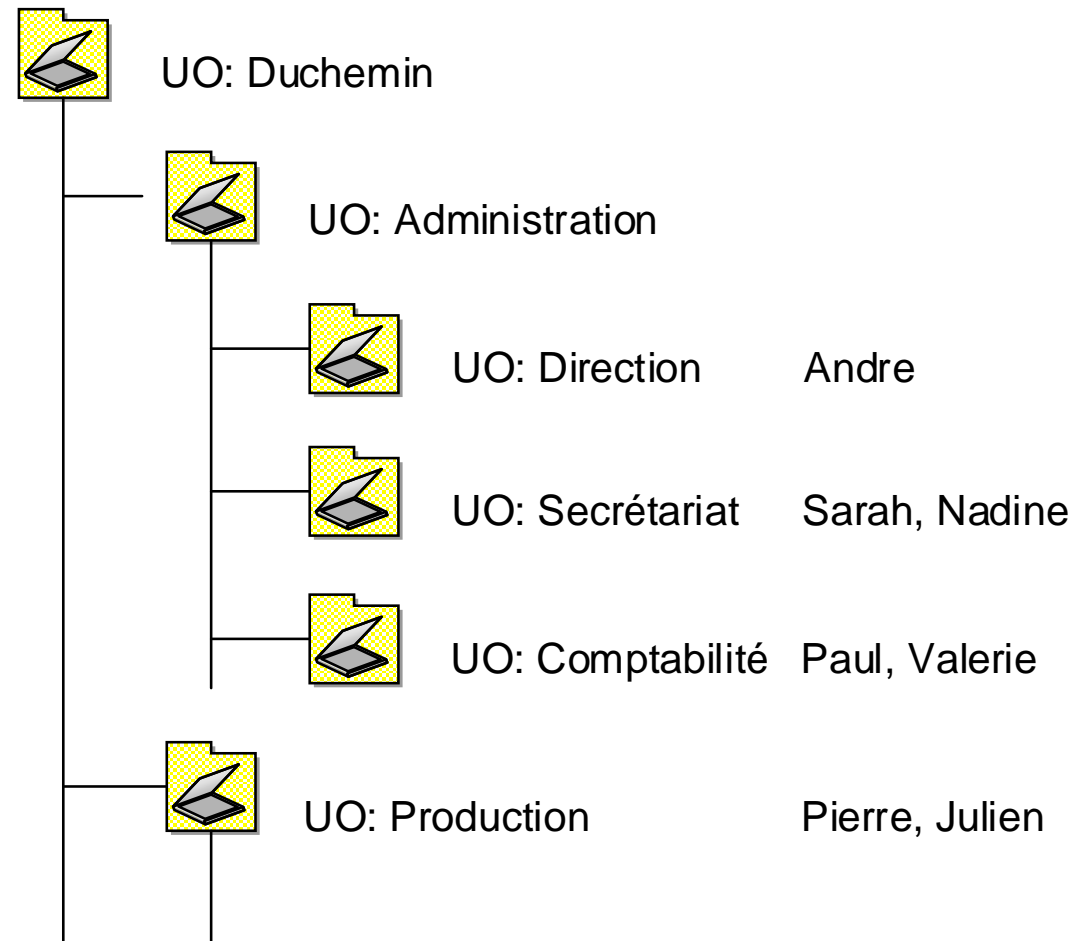 UO: Duchemin
UO: Administration
UO: Direction Andre
UO: Secrétariat Sarah, Nadine
UO: Comptabilité Paul, Valerie
UO: Production Pierre, Julien